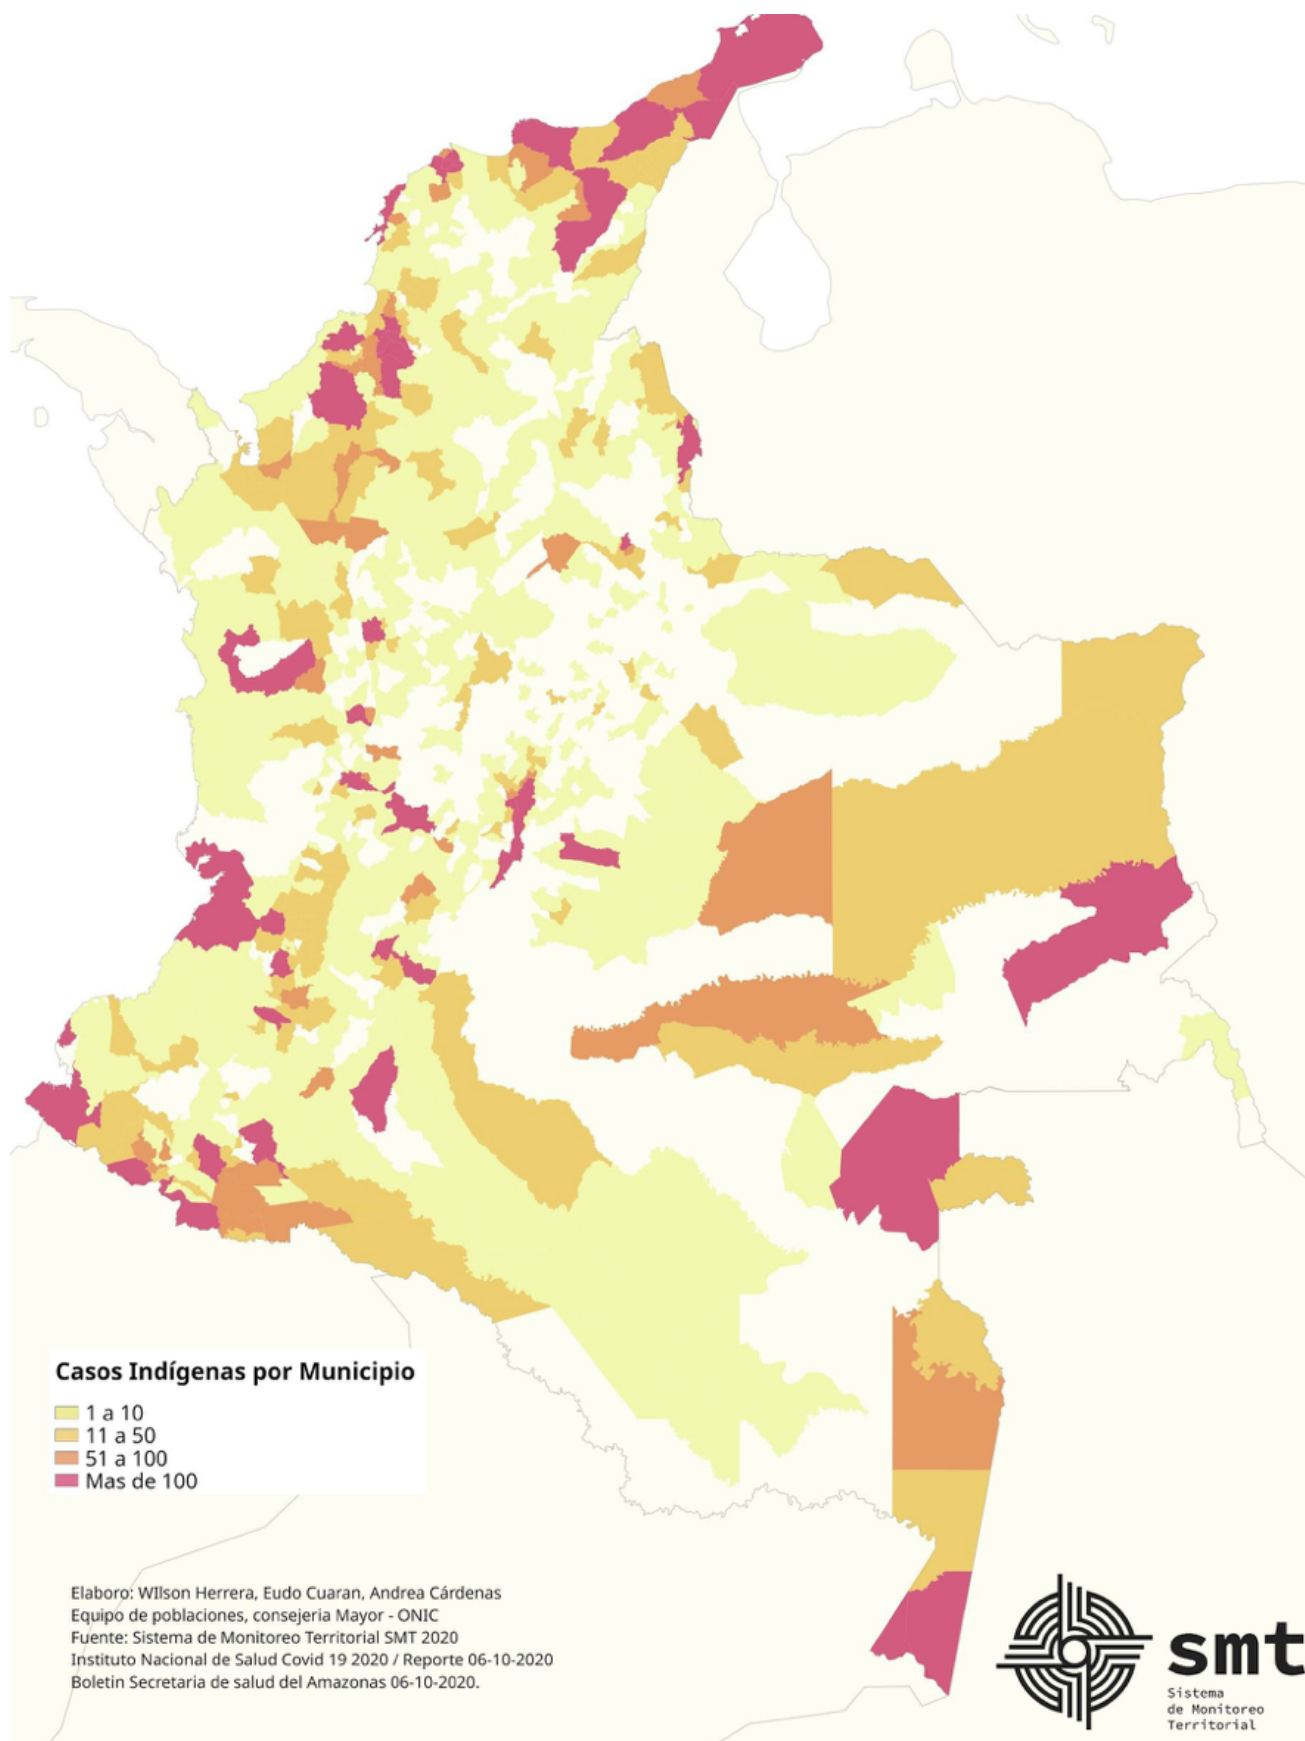 Casos Indígenas por Municipio
1 a 10
11 a 50
51 a 100
Mas de 100
Elaboro: WIlson Herrera, Eudo Cuaran, Andrea Cárdenas
Equipo de poblaciones, consejeria Mayor - ONIC
Fuente: Sistema de Monitoreo Territorial SMT 2020
Instituto Nacional de Salud Covid 19 2020 / Reporte 06-10-2020
Boletin Secretaria de salud del Amazonas 06-10-2020.
smt
Sistema
de Monitoreo
Territorial